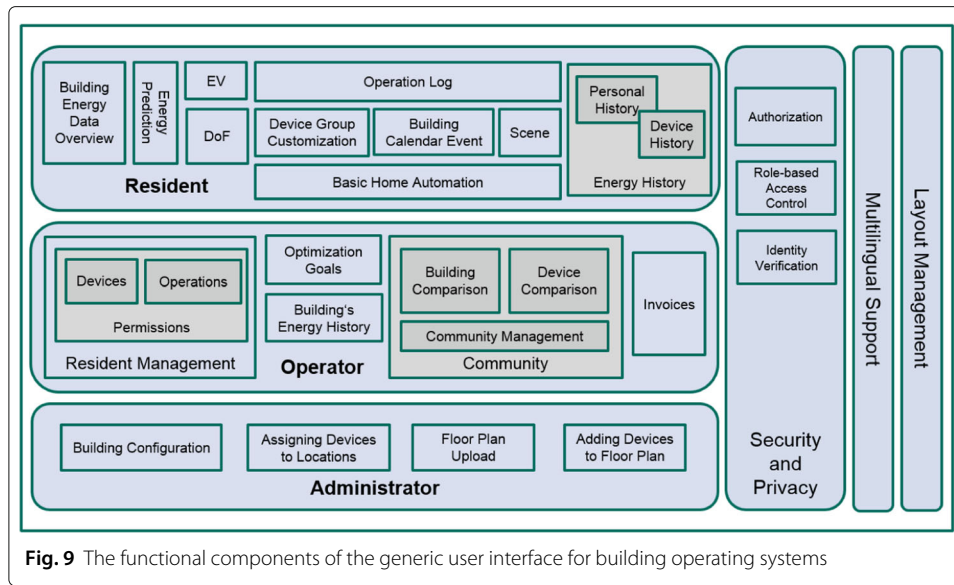 Building
Energy
Data
Overview
Energy
Prediction
EV
DoF
Operation Log
Device Group
Customization
Building
Calendar Event
Scene
Basic Home Automation
Personal
History
Device
History
Energy History
Resident
Devices
Operations
Permissions
Resident Management
Optimization
Goals
Building's
Energy History
Operator
Building
Comparison
Device
Comparison
Community Management
Community
Invoices
Building Configuration
Assigning Devices
to Locations
Floor Plan
Upload
Adding Devices
to Floor Plan
Administrator
Authorization
Role-based
Access
Control
Identity
Verification
Security
and
Privacy
Multilingual Support
Layout Management
Fig. 9 The functional components of the generic user interface for building operating systems